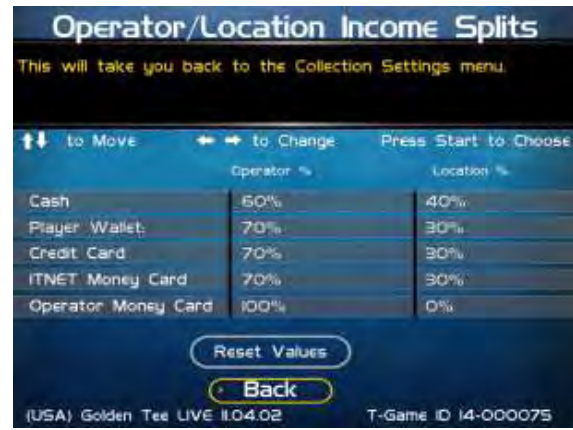 Operator/Location Income Splits
This will take you back to the Collection Settings menu.
to Move to Change Press Start to Choose
Operator % Location %
Cash 60% 40%
Player Wallet: 70% 30%
Credit Card 70% 30%
ITNET Money Card 70% 30%
Operator Money Card 100% 0%
Reset Values
Back
(USA) Golden Tee LIVE 11.04.02 T-Game ID 14-000075